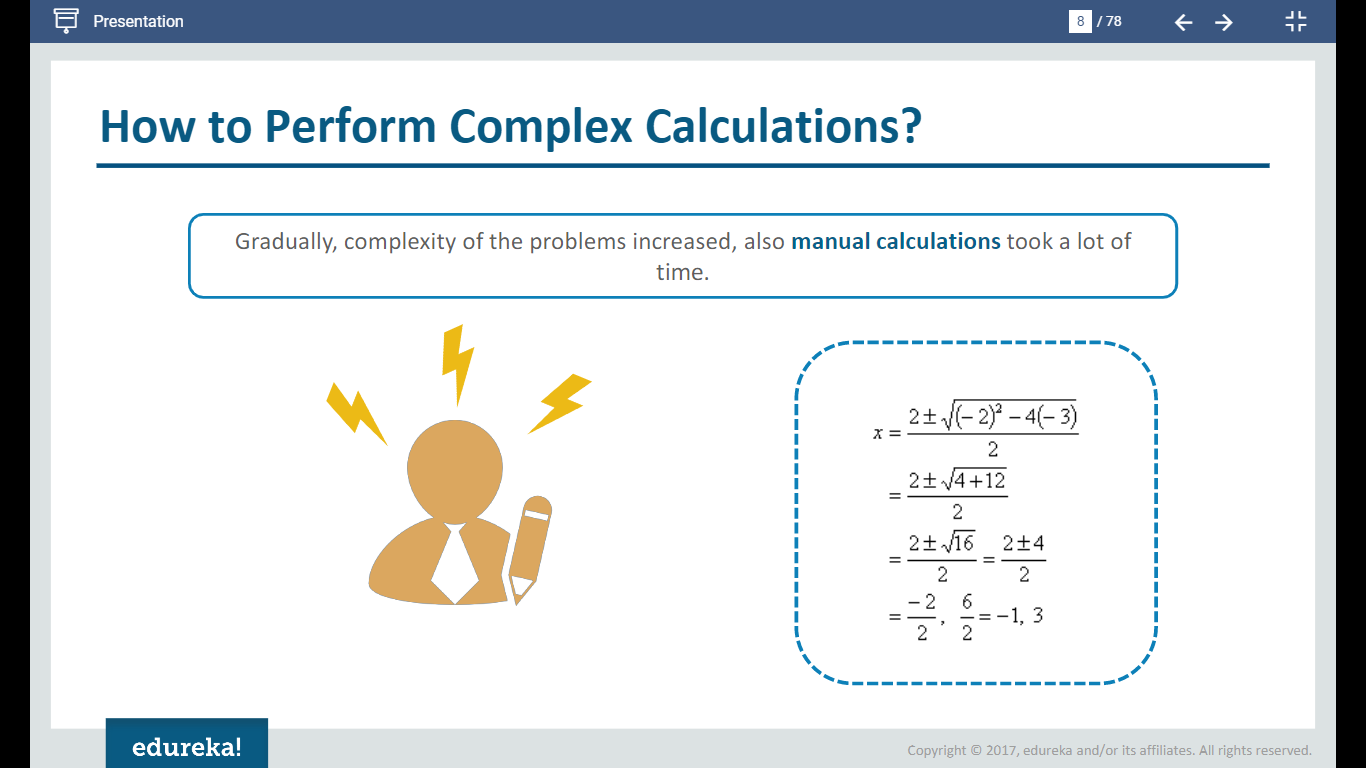 Presentation
8 / 78
How to Perform Complex Calculations?
Gradually, complexity of the problems increased, also manual calculations took a lot of
time.
x = (2 ± √((− 2)² − 4(− 3))) / 2
= (2 ± √(4 + 12)) / 2
= (2 ± √16) / 2 = (2 ± 4) / 2
= −2 / 2, 6 / 2 = −1, 3
edureka!
Copyright © 2017, edureka and/or its affiliates. All rights reserved.